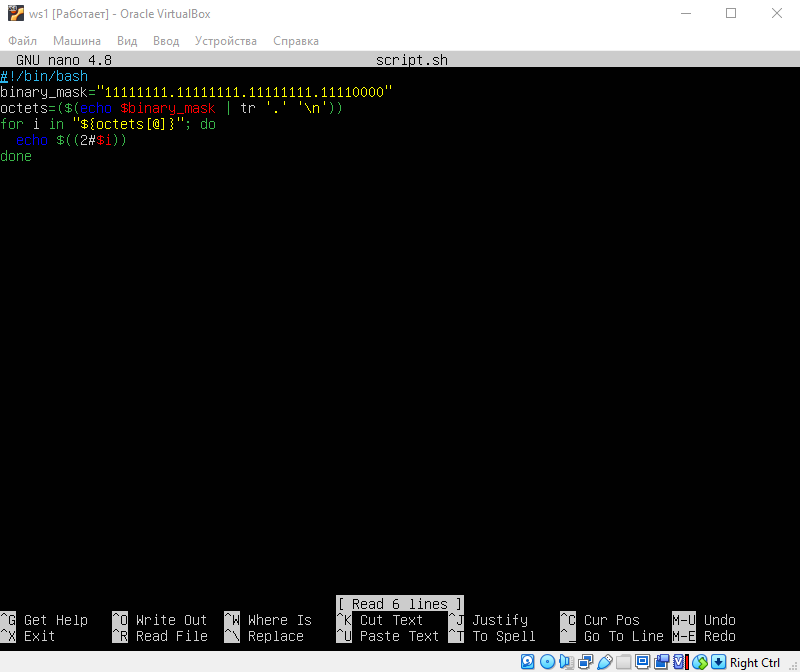 ws1 [Работает] - Oracle VirtualBox
Файл Машина Вид Ввод Устройства Справка
GNU nano 4.8 script.sh
#!/bin/bash
binary_mask="11111111.11111111.11111111.11110000"
octets=($(echo $binary_mask | tr '.' '\n'))
for i in "${octets[@]}"; do
  echo $((2#$i))
done
[ Read 6 lines ]
^G Get Help ^O Write Out ^W Where Is ^K Cut Text ^J Justify ^C Cur Pos M-U Undo
^X Exit ^R Read File ^\ Replace ^U Paste Text ^T To Spell ^_ Go To Line M-E Redo
Right Ctrl